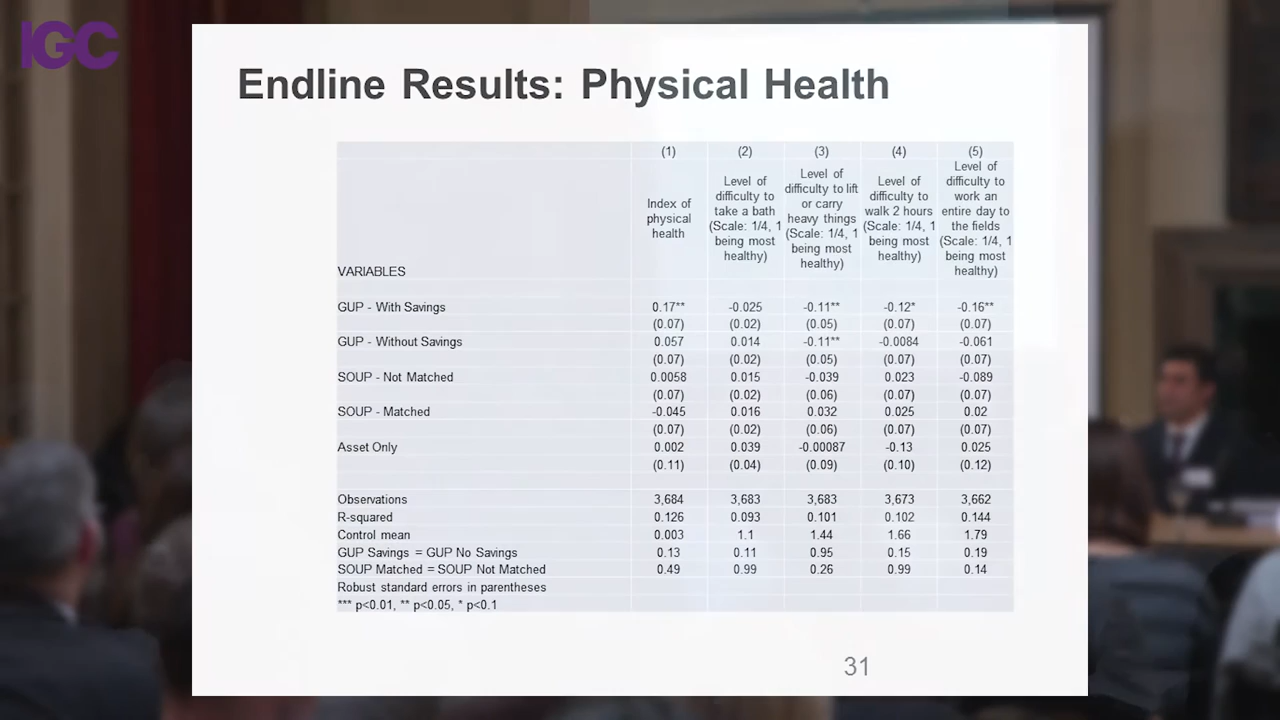 IGC
Endline Results: Physical Health
(1) (2) (3) (4) (5)
VARIABLES
Index of
physical
health
Level of
difficulty to
take a bath
(Scale: 1/4, 1
being most
healthy)
Level of
difficulty to lift
or carry
heavy things
(Scale: 1/4, 1
being most
healthy)
Level of
difficulty to
walk 2 hours
(Scale: 1/4, 1
being most
healthy)
Level of
difficulty to
work an
entire day to
the fields
(Scale: 1/4, 1
being most
healthy)
GUP - With Savings 0.17** -0.025 -0.11** -0.12* -0.16**
(0.07) (0.02) (0.05) (0.07) (0.07)
GUP - Without Savings 0.057 0.014 -0.11** -0.0084 -0.061
(0.07) (0.02) (0.05) (0.07) (0.07)
SOUP - Not Matched 0.0058 0.015 -0.039 0.023 -0.089
(0.07) (0.02) (0.06) (0.07) (0.07)
SOUP - Matched -0.045 0.016 0.032 0.025 0.02
(0.07) (0.02) (0.06) (0.07) (0.07)
Asset Only 0.002 0.039 -0.00087 -0.13 0.025
(0.11) (0.04) (0.09) (0.10) (0.12)
Observations 3,684 3,683 3,683 3,673 3,662
R-squared 0.126 0.093 0.101 0.102 0.144
Control mean 0.003 1.1 1.44 1.66 1.79
GUP Savings = GUP No Savings 0.13 0.11 0.95 0.15 0.19
SOUP Matched = SOUP Not Matched 0.49 0.99 0.26 0.99 0.14
Robust standard errors in parentheses
*** p<0.01, ** p<0.05, * p<0.1
31